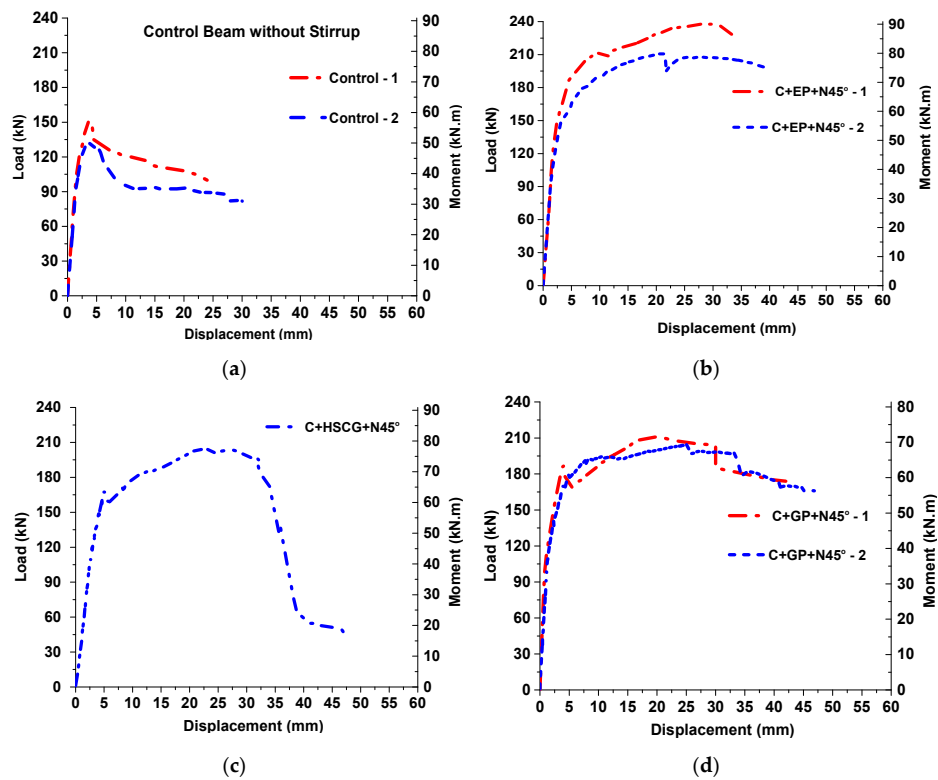 Control Beam without Stirrup
Control - 1
Control - 2
Load (kN)
240
210
180
150
120
90
60
30
0
Moment (kN.m)
90
80
70
60
50
40
30
20
10
0
0 5 10 15 20 25 30 35 40 45 50 55 60
Displacement (mm)
(a)
C+EP+N45° - 1
C+EP+N45° - 2
Load (kN)
240
210
180
150
120
90
60
30
0
Moment (kN.m)
90
80
70
60
50
40
30
20
10
0
0 5 10 15 20 25 30 35 40 45 50 55 60
Displacement (mm)
(b)
C+HSCG+N45°
Load (kN)
240
210
180
150
120
90
60
30
0
Moment (kN.m)
90
80
70
60
50
40
30
20
10
0
0 5 10 15 20 25 30 35 40 45 50 55 60
Displacement (mm)
(c)
C+GP+N45° - 1
C+GP+N45° - 2
Load (kN)
240
210
180
150
120
90
60
30
0
Moment (kN.m)
80
70
60
50
40
30
20
10
0
0 5 10 15 20 25 30 35 40 45 50 55 60
Displacement (mm)
(d)